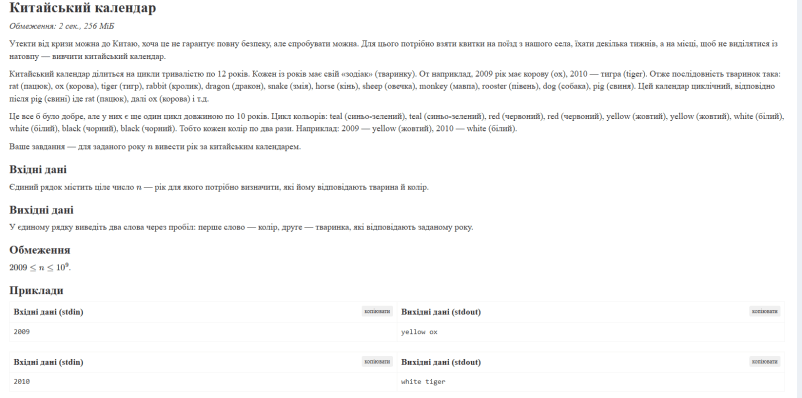 Китайський календар
Обмеження: 2 сек., 256 МіБ
Утекти від кризи можна до Китаю, хоча це не гарантує повну безпеку, але спробувати можна. Для цього потрібно взяти квитки на поїзд з нашого села, їхати декілька тижнів, а на місці, щоб не виділятися із
натовпу — вивчити китайський календар.
Китайський календар ділиться на цикли тривалістю по 12 років. Кожен із років має свій «зодіак» (тваринку). От наприклад, 2009 рік має корову (ox), 2010 — тигра (tiger). Отже послідовність тваринок така:
rat (пацюк), ox (корова), tiger (тигр), rabbit (кролик), dragon (дракон), snake (змія), horse (кінь), sheep (овечка), monkey (мавпа), rooster (півень), dog (собака), pig (свиня). Цей календар циклічний, відповідно
після pig (свині) іде rat (пацюк), далі ox (корова) і т.д.
Це все б було добре, але у них є ще один цикл довжиною по 10 років. Цикл кольорів: teal (синьо-зелений), teal (синьо-зелений), red (червоний), red (червоний), yellow (жовтий), yellow (жовтий), white (білий),
white (білий), black (чорний), black (чорний). Тобто кожен колір по два рази. Наприклад: 2009 — yellow (жовтий), 2010 — white (білий).
Ваше завдання — для заданого року n вивести рік за китайським календарем.
Вхідні дані
Єдиний рядок містить ціле число n — рік для якого потрібно визначити, які йому відповідають тварина й колір.
Вихідні дані
У єдиному рядку виведіть два слова через пробіл: перше слово — колір, друге — тваринка, які відповідають заданому року.
Обмеження
2009 ≤ n ≤ 10⁹.
Приклади
Вхідні дані (stdin) копіювати Вихідні дані (stdout) копіювати
2009 yellow ox
Вхідні дані (stdin) копіювати Вихідні дані (stdout) копіювати
2010 white tiger